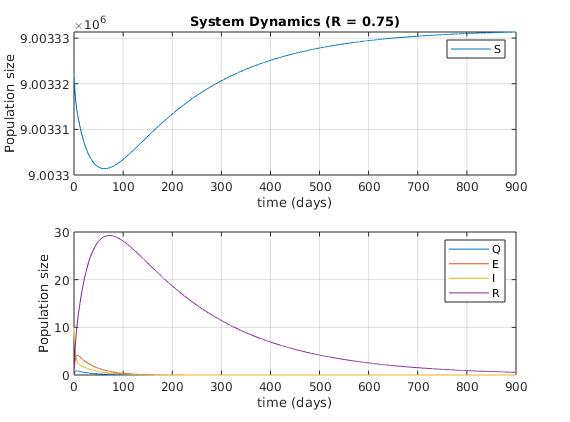 System Dynamics (R = 0.75)
×10⁶
9.00333
9.00332
9.00331
9.0033
Population size
S
0 100 200 300 400 500 600 700 800 900
time (days)
30
20
10
0
Population size
Q
E
I
R
0 100 200 300 400 500 600 700 800 900
time (days)